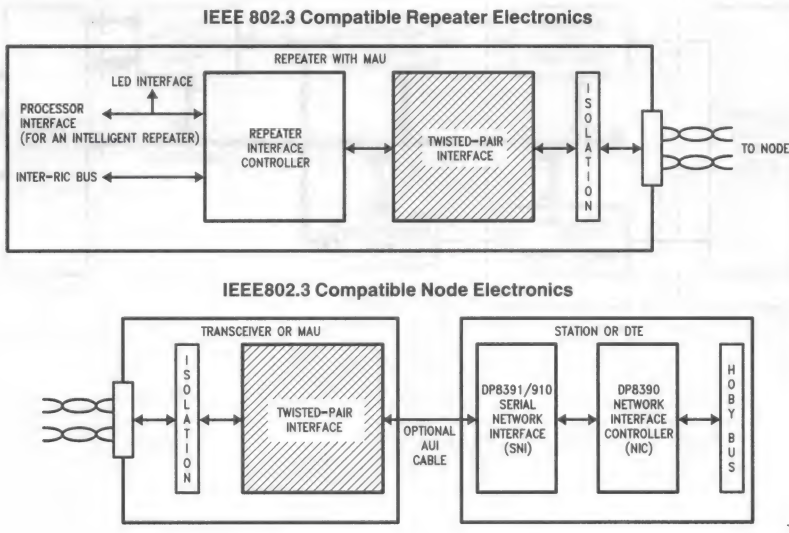 IEEE 802.3 Compatible Repeater Electronics
REPEATER WITH MAU
LED INTERFACE
PROCESSOR
INTERFACE
(FOR AN INTELLIGENT REPEATER)
INTER-RIC BUS
REPEATER
INTERFACE
CONTROLLER
TWISTED-PAIR
INTERFACE
ISOLATION
TO NODE
IEEE802.3 Compatible Node Electronics
TRANSCEIVER OR MAU
ISOLATION
TWISTED-PAIR
INTERFACE
OPTIONAL
AUI
CABLE
STATION OR DTE
DP8391/910
SERIAL
NETWORK
INTERFACE
(SNI)
DP8390
NETWORK
INTERFACE
CONTROLLER
(NIC)
HOBY BUS